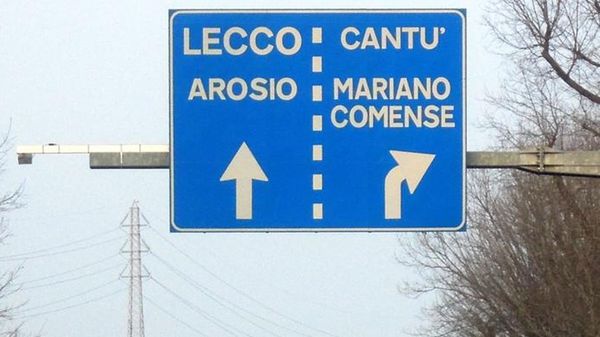 LECCO
AROSIO
CANTU'
MARIANO
COMENSE